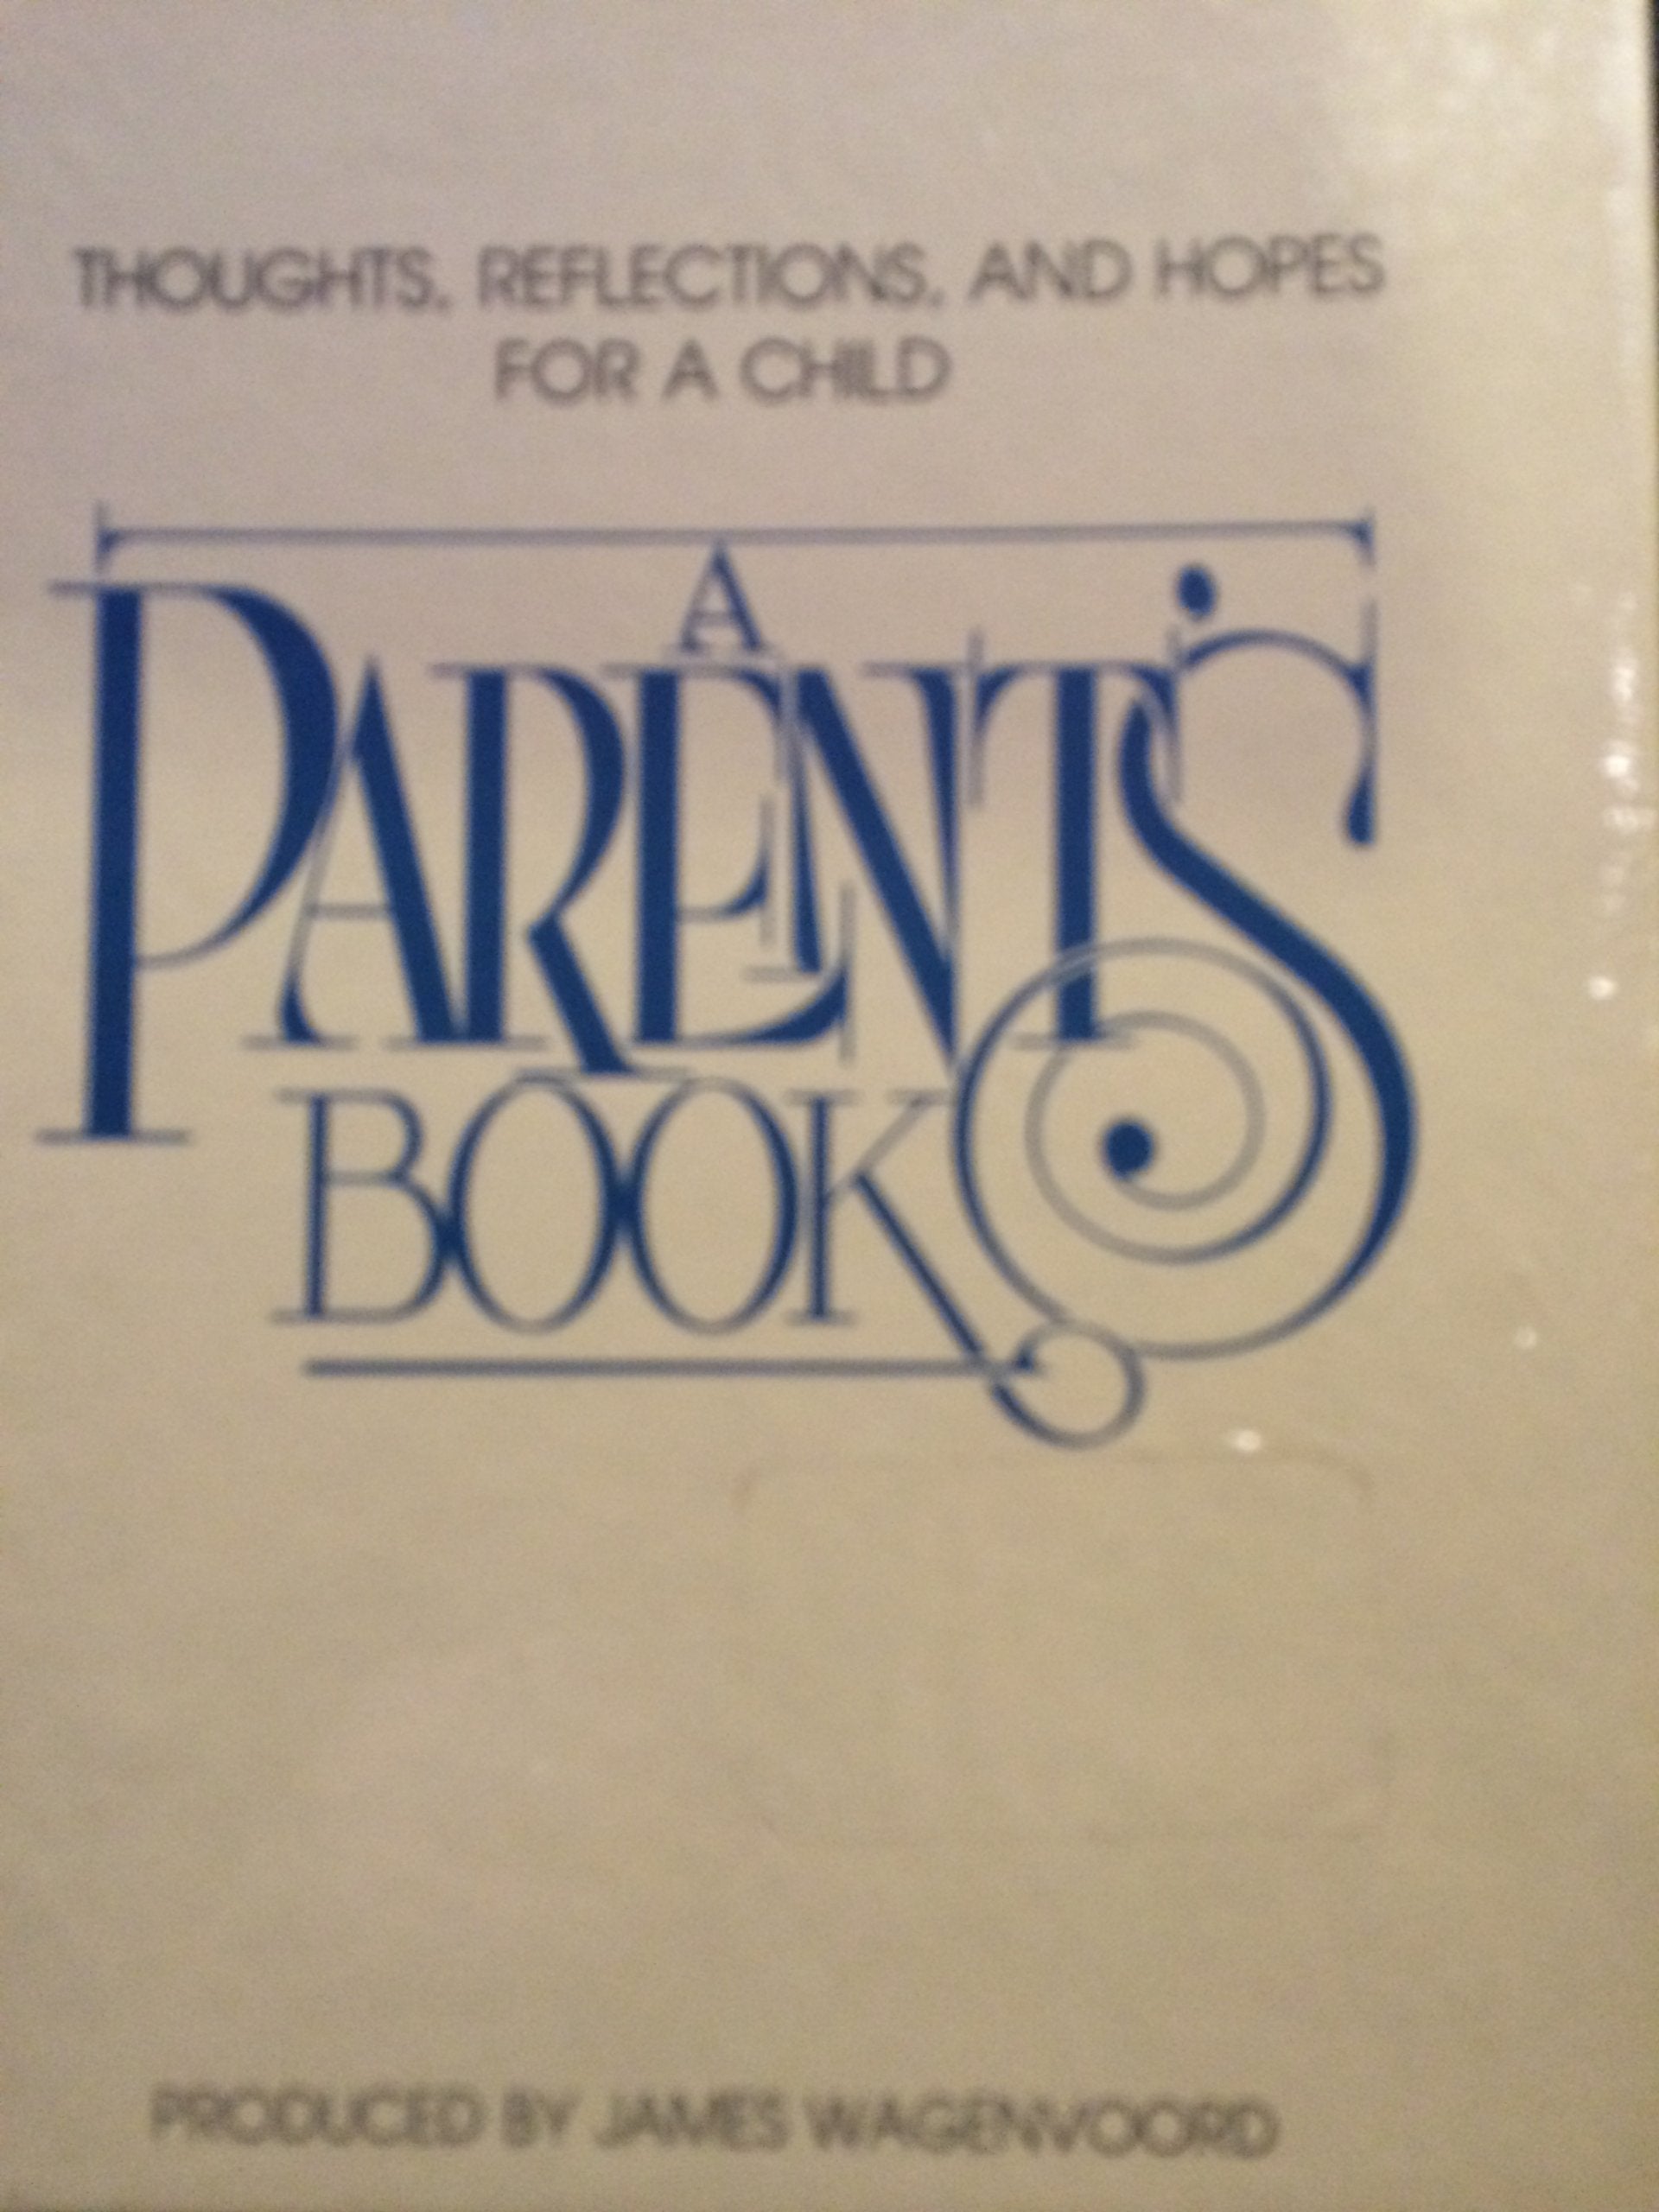 THOUGHTS, REFLECTIONS, AND HOPES
FOR A CHILD
A
PARENT'S
BOOK
PRODUCED BY JAMES WAGENVOORD